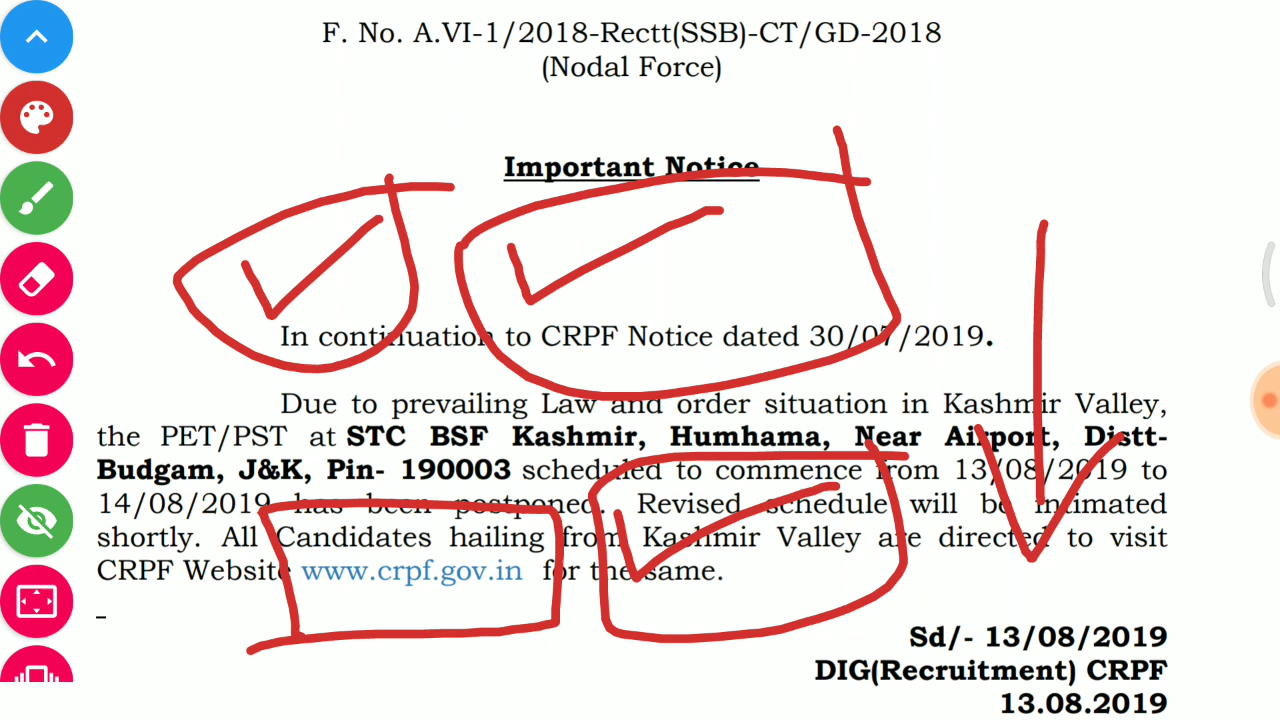 F. No. A.VI-1/2018-Rectt(SSB)-CT/GD-2018
(Nodal Force)
Important Notice
In continuation to CRPF Notice dated 30/07/2019.
Due to prevailing Law and order situation in Kashmir Valley,
the PET/PST at STC BSF Kashmir, Humhama, Near Airport, Distt-
Budgam, J&K, Pin- 190003 scheduled to commence from 13/08/2019 to
14/08/2019 has been postponed. Revised schedule will be intimated
shortly. All Candidates hailing from Kashmir Valley are directed to visit
CRPF Website www.crpf.gov.in for the same.
Sd/- 13/08/2019
DIG(Recruitment) CRPF
13.08.2019